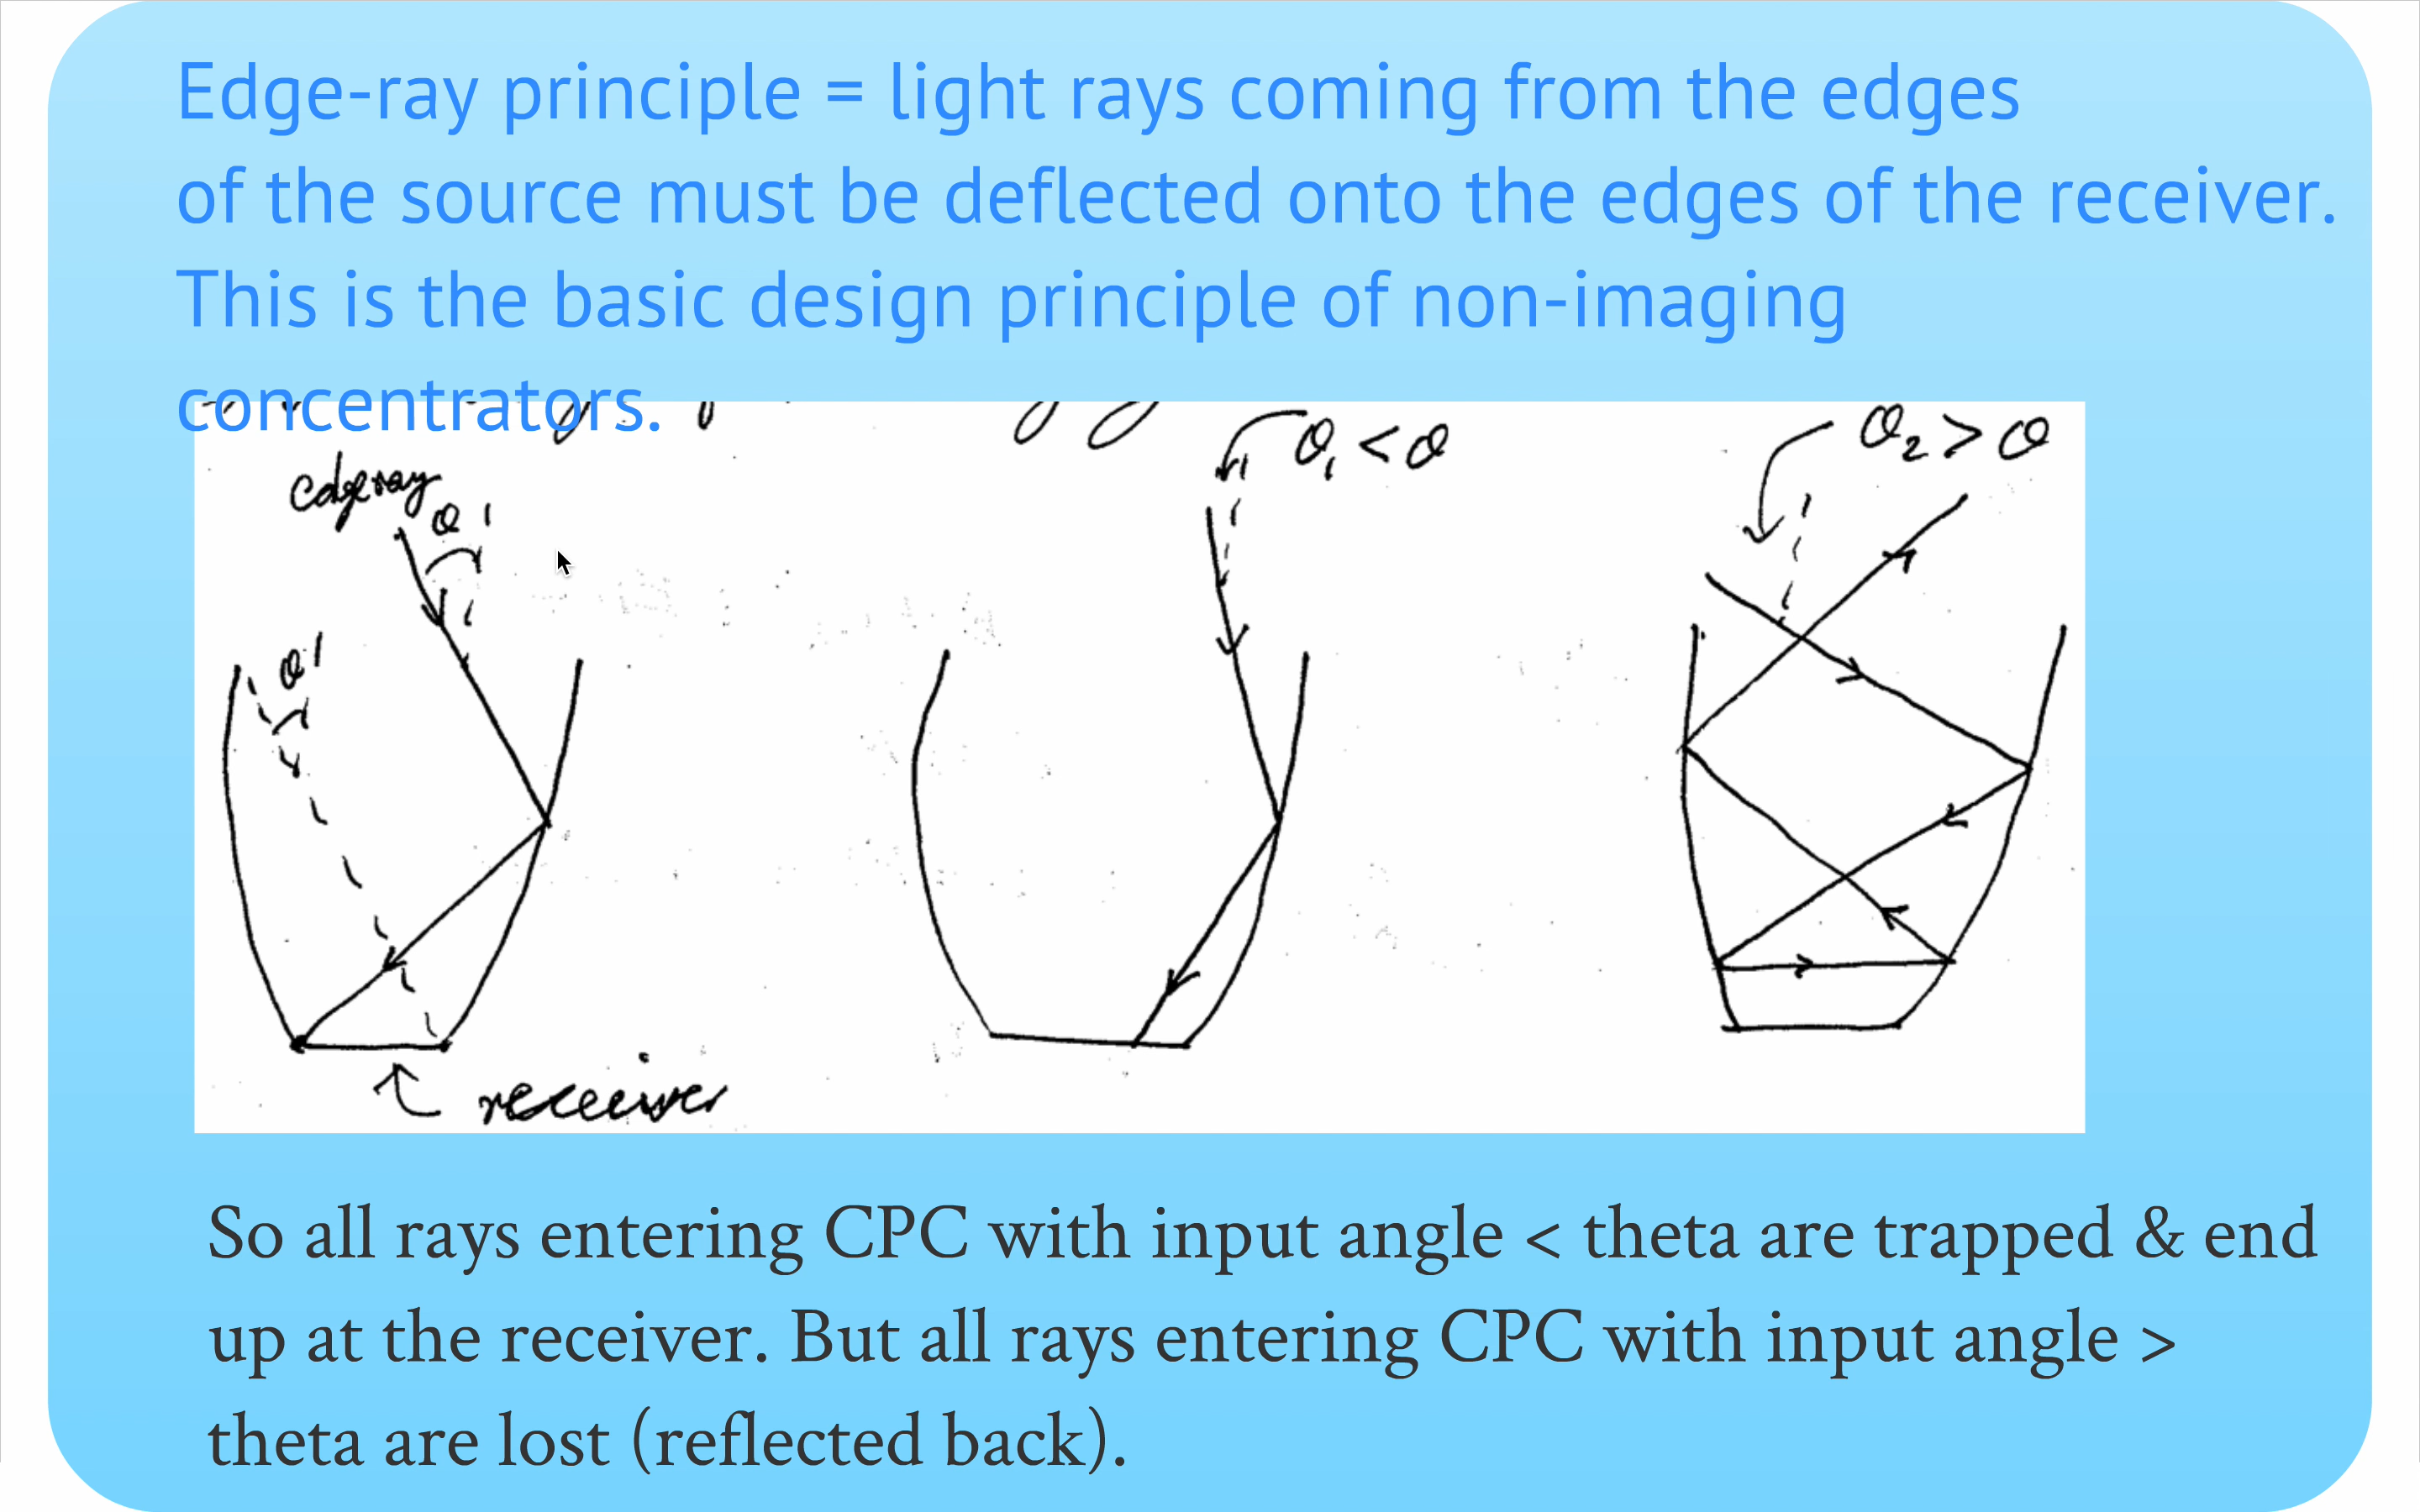 Edge-ray principle = light rays coming from the edges
of the source must be deflected onto the edges of the receiver.
This is the basic design principle of non-imaging
concentrators.
edge ray
θ
θ₁ < θ
θ₂ > θ
θ
receiver
So all rays entering CPC with input angle < theta are trapped & end
up at the receiver. But all rays entering CPC with input angle >
theta are lost (reflected back).